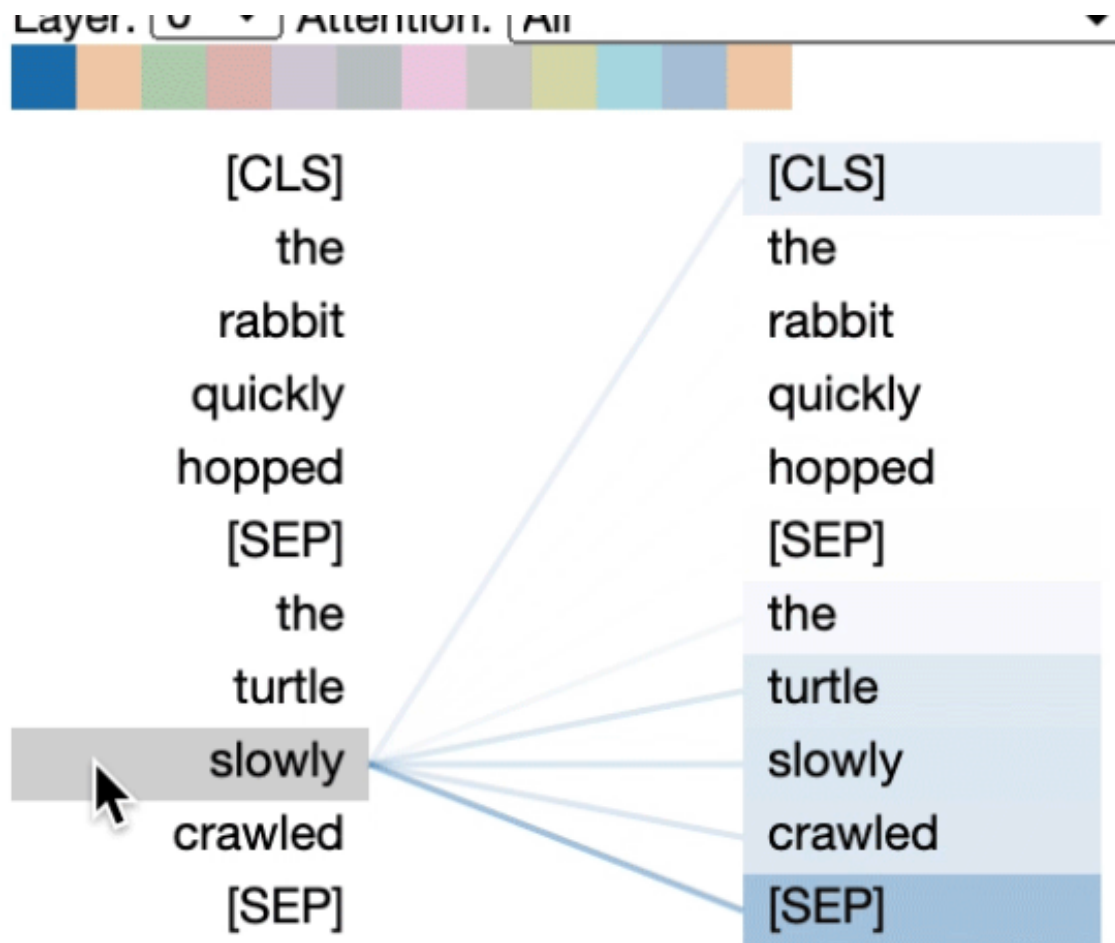 Layer: 0 Attention: All
[CLS] [CLS]
the the
rabbit rabbit
quickly quickly
hopped hopped
[SEP] [SEP]
the the
turtle turtle
slowly slowly
crawled crawled
[SEP] [SEP]